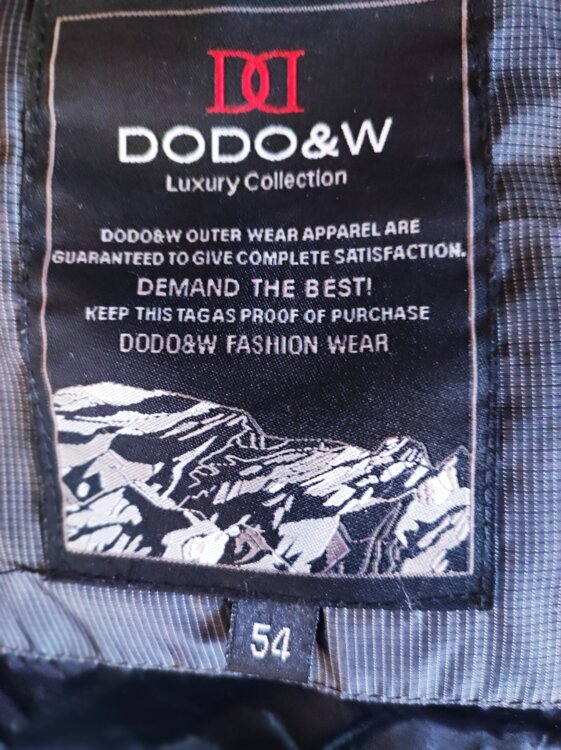 DD
DODO&W
Luxury Collection
DODO&W OUTER WEAR APPAREL ARE
GUARANTEED TO GIVE COMPLETE SATISFACTION.
DEMAND THE BEST!
KEEP THIS TAGAS PROOF OF PURCHASE
DODO&W FASHION WEAR
54